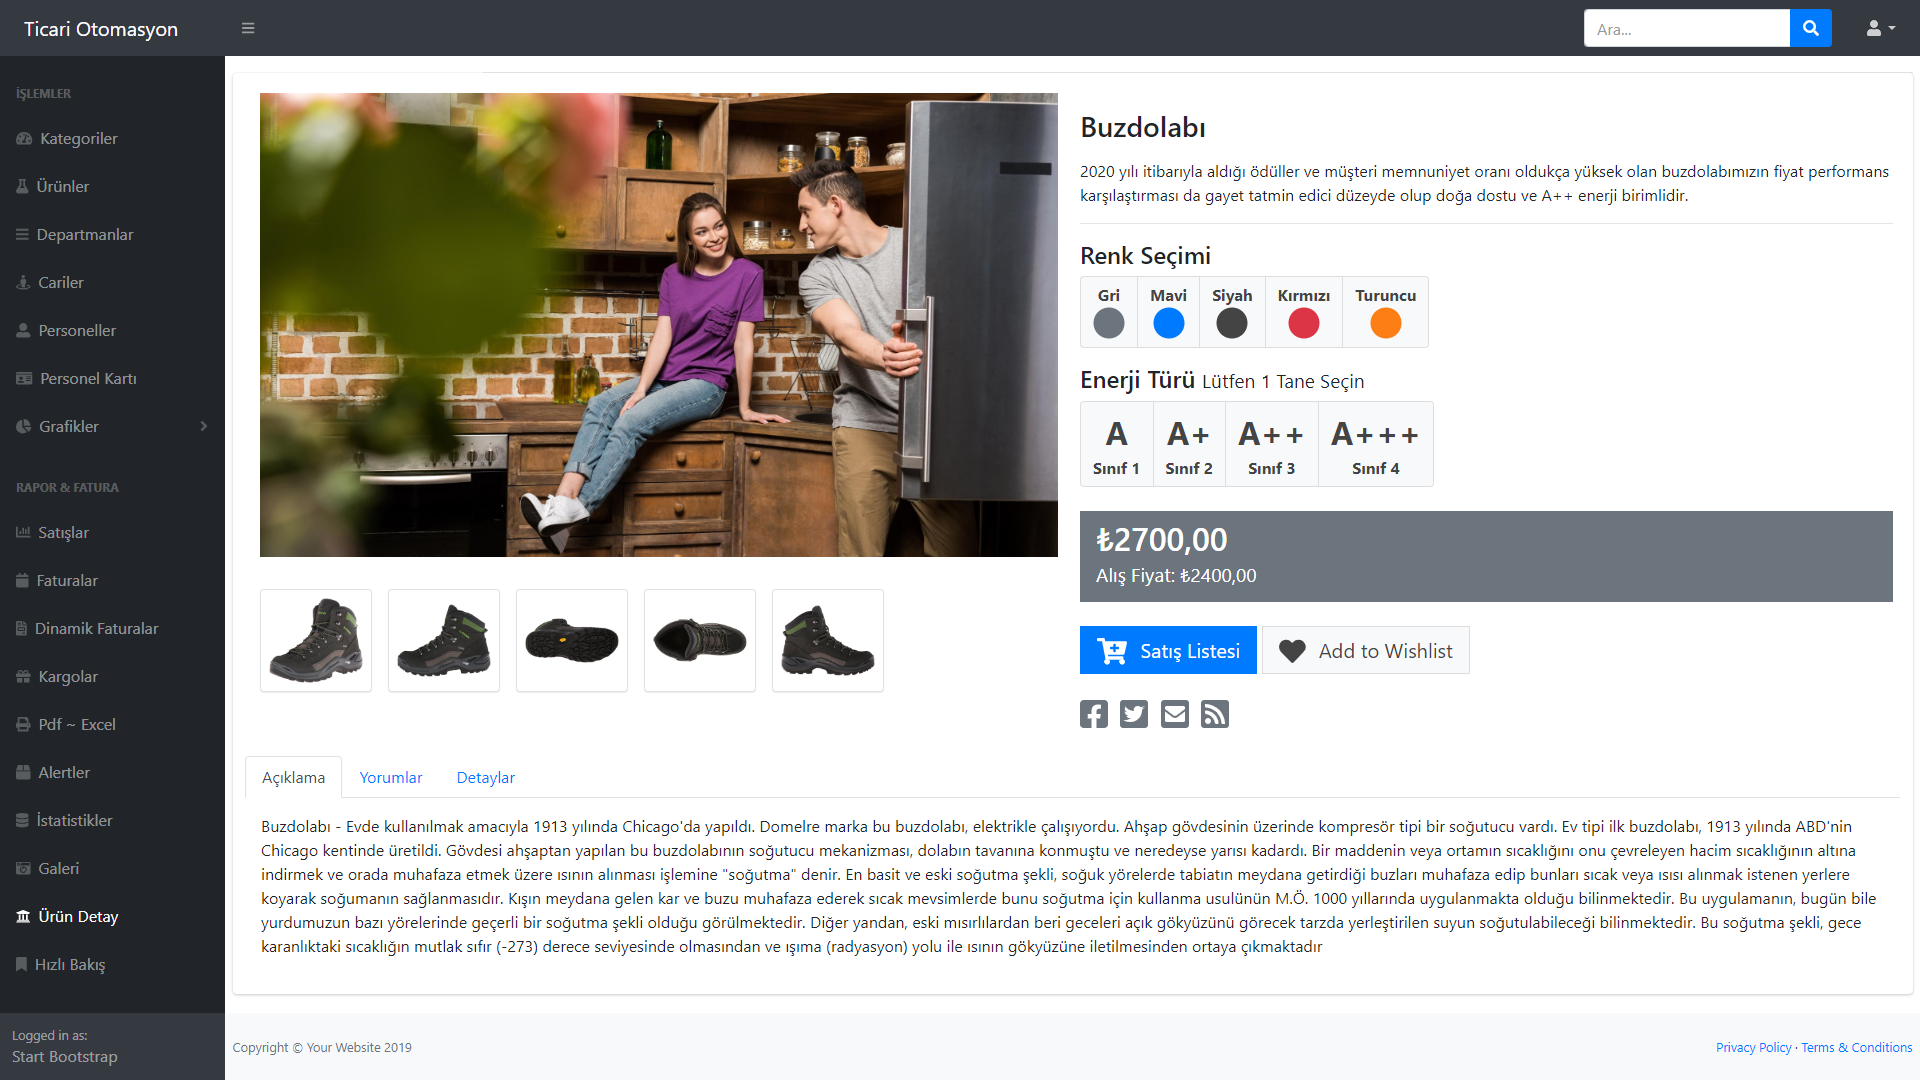 Ticari Otomasyon
Ara...
İŞLEMLER
Kategoriler
Ürünler
Departmanlar
Cariler
Personeller
Personel Kartı
Grafikler
RAPOR & FATURA
Satışlar
Faturalar
Dinamik Faturalar
Kargolar
Pdf ~ Excel
Alertler
İstatistikler
Galeri
Ürün Detay
Hızlı Bakış
Logged in as:
Start Bootstrap
Buzdolabı
2020 yılı itibarıyla aldığı ödüller ve müşteri memnuniyet oranı oldukça yüksek olan buzdolabımızın fiyat performans
karşılaştırması da gayet tatmin edici düzeyde olup doğa dostu ve A++ enerji birimlidir.
Renk Seçimi
Gri Mavi Siyah Kırmızı Turuncu
Enerji Türü Lütfen 1 Tane Seçin
A A+ A++ A+++
Sınıf 1 Sınıf 2 Sınıf 3 Sınıf 4
₺2700,00
Alış Fiyat: ₺2400,00
Satış Listesi Add to Wishlist
Açıklama Yorumlar Detaylar
Buzdolabı - Evde kullanılmak amacıyla 1913 yılında Chicago'da yapıldı. Domelre marka bu buzdolabı, elektrikle çalışıyordu. Ahşap gövdesinin üzerinde kompresör tipi bir soğutucu vardı. Ev tipi ilk buzdolabı, 1913 yılında ABD'nin
Chicago kentinde üretildi. Gövdesi ahşaptan yapılan bu buzdolabının soğutucu mekanizması, dolabın tavanına konmuştu ve neredeyse yarısı kadardı. Bir maddenin veya ortamın sıcaklığını onu çevreleyen hacim sıcaklığının altına
indirmek ve orada muhafaza etmek üzere ısının alınması işlemine "soğutma" denir. En basit ve eski soğutma şekli, soğuk yörelerde tabiatın meydana getirdiği buzları muhafaza edip bunları sıcak veya ısısı alınmak istenen yerlere
koyarak soğumanın sağlanmasıdır. Kışın meydana gelen kar ve buzu muhafaza ederek sıcak mevsimlerde bunu soğutma için kullanma usulünün M.Ö. 1000 yıllarında uygulanmakta olduğu bilinmektedir. Bu uygulamanın, bugün bile
yurdumuzun bazı yörelerinde geçerli bir soğutma şekli olduğu görülmektedir. Diğer yandan, eski mısırlılardan beri geceleri açık gökyüzünü görecek tarzda yerleştirilen suyun soğutulabileceği bilinmektedir. Bu soğutma şekli, gece
karanlıktaki sıcaklığın mutlak sıfır (-273) derece seviyesinde olmasından ve ışıma (radyasyon) yolu ile ısının gökyüzüne iletilmesinden ortaya çıkmaktadır
Copyright © Your Website 2019
Privacy Policy · Terms & Conditions